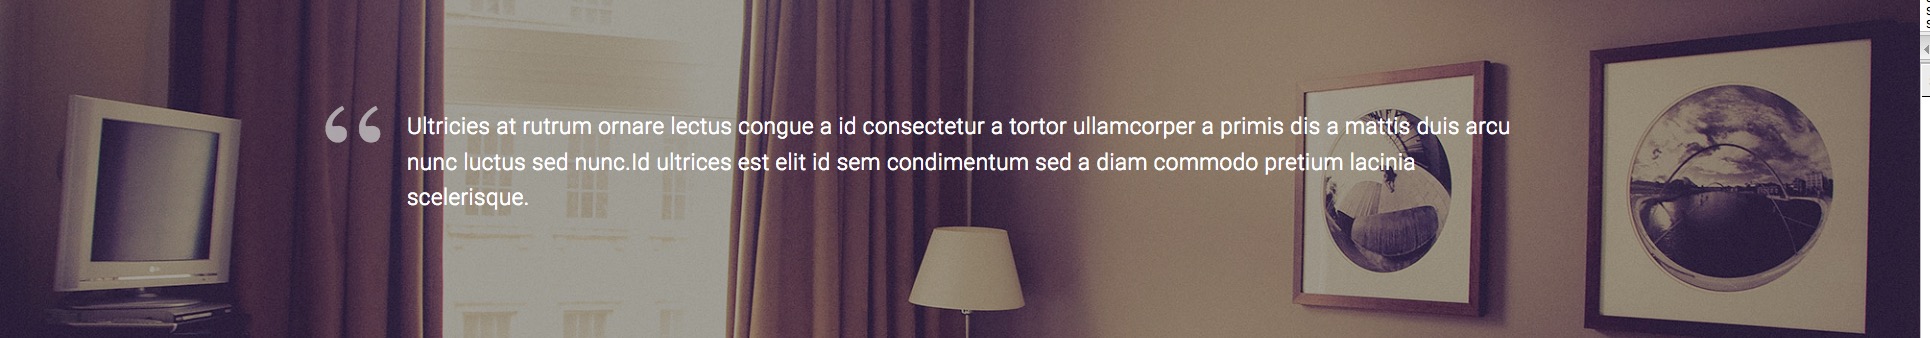 “
Ultricies at rutrum ornare lectus congue a id consectetur a tortor ullamcorper a primis dis a mattis duis arcu
nunc luctus sed nunc.Id ultrices est elit id sem condimentum sed a diam commodo pretium lacinia
scelerisque.
LG